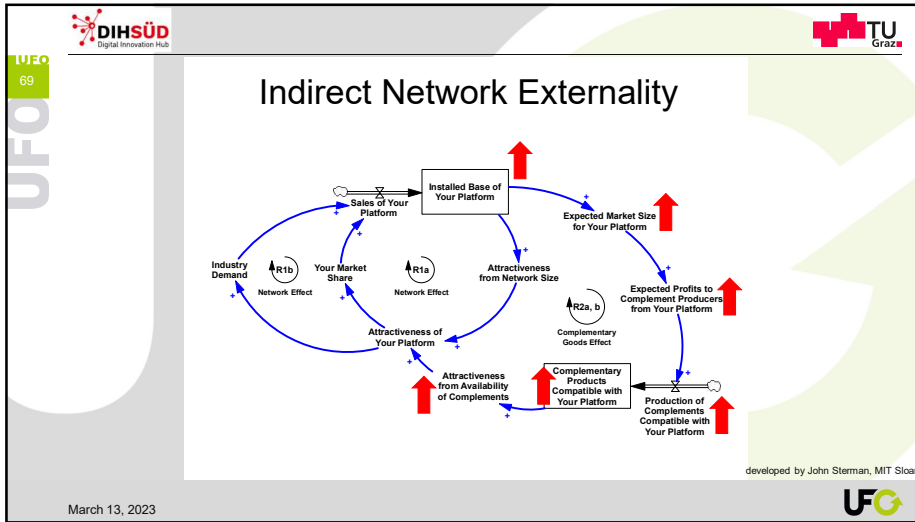 DIHSÜD
Digital Innovation Hub
TU
Graz
UFO
69
UFO
Indirect Network Externality
Installed Base of
Your Platform
Sales of Your
Platform
+
+
+
Expected Market Size
for Your Platform
+
Industry
Demand
+
R1b
Network Effect
Your Market
Share
+
R1a
Network Effect
Attractiveness
from Network Size
+
R2a, b
Complementary
Goods Effect
Expected Profits to
Complement Producers
from Your Platform
+
Attractiveness of
Your Platform
+
+
Attractiveness
from Availability
of Complements
+
Complementary
Products
Compatible with
Your Platform
+
Production of
Complements
Compatible with
Your Platform
developed by John Sterman, MIT Sloan
March 13, 2023
UFO